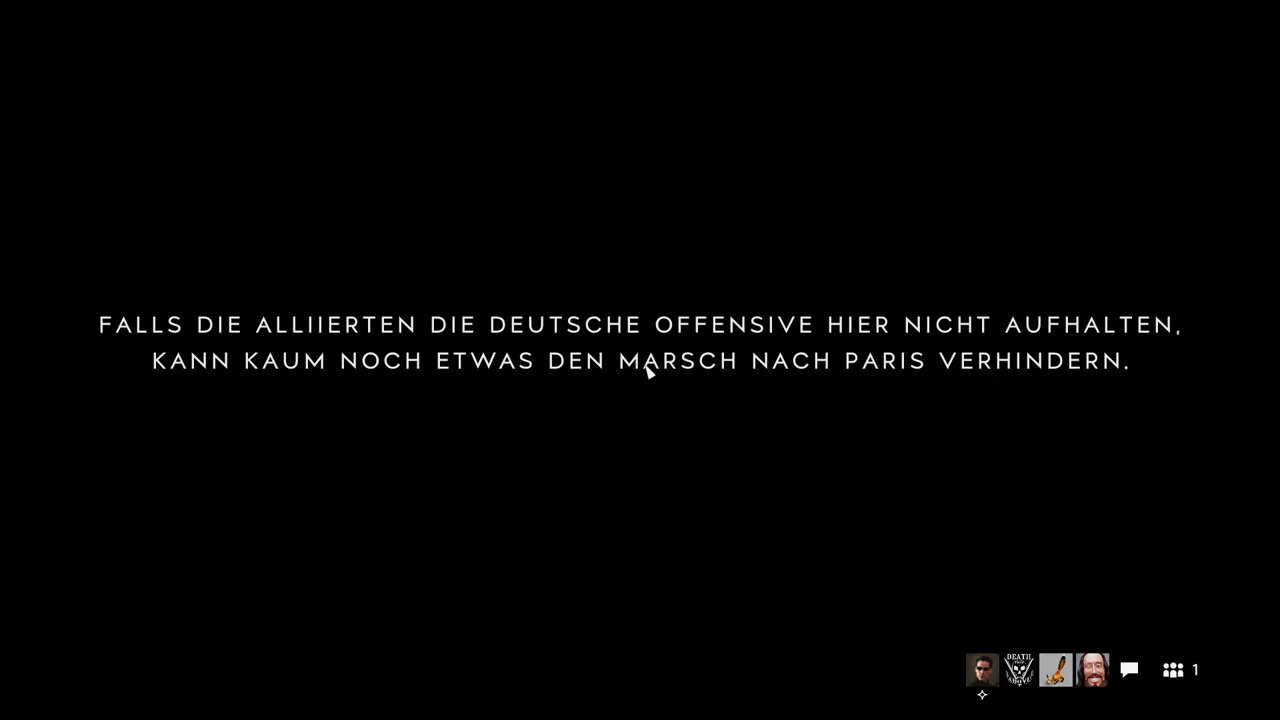 FALLS DIE ALLIIERTEN DIE DEUTSCHE OFFENSIVE HIER NICHT AUFHALTEN,
KANN KAUM NOCH ETWAS DEN MARSCH NACH PARIS VERHINDERN.
DEATH
1